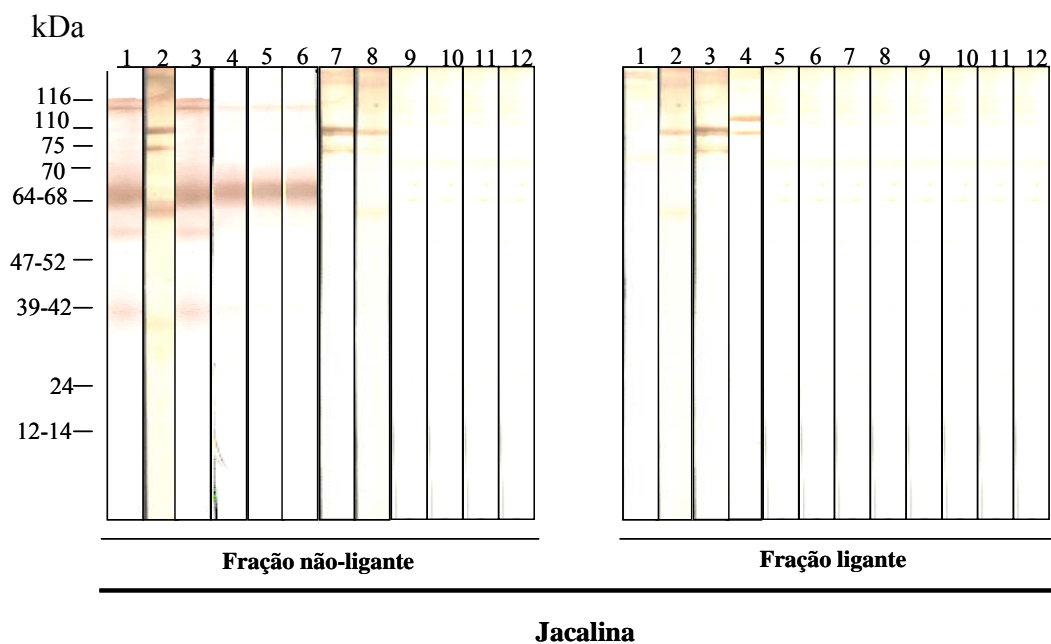 kDa
1 2 3 4 5 6 7 8 9 10 11 12
1 2 3 4 5 6 7 8 9 10 11 12
116
110
75
70
64-68
47-52
39-42
24
12-14
Fração não-ligante
Fração ligante
Jacalina